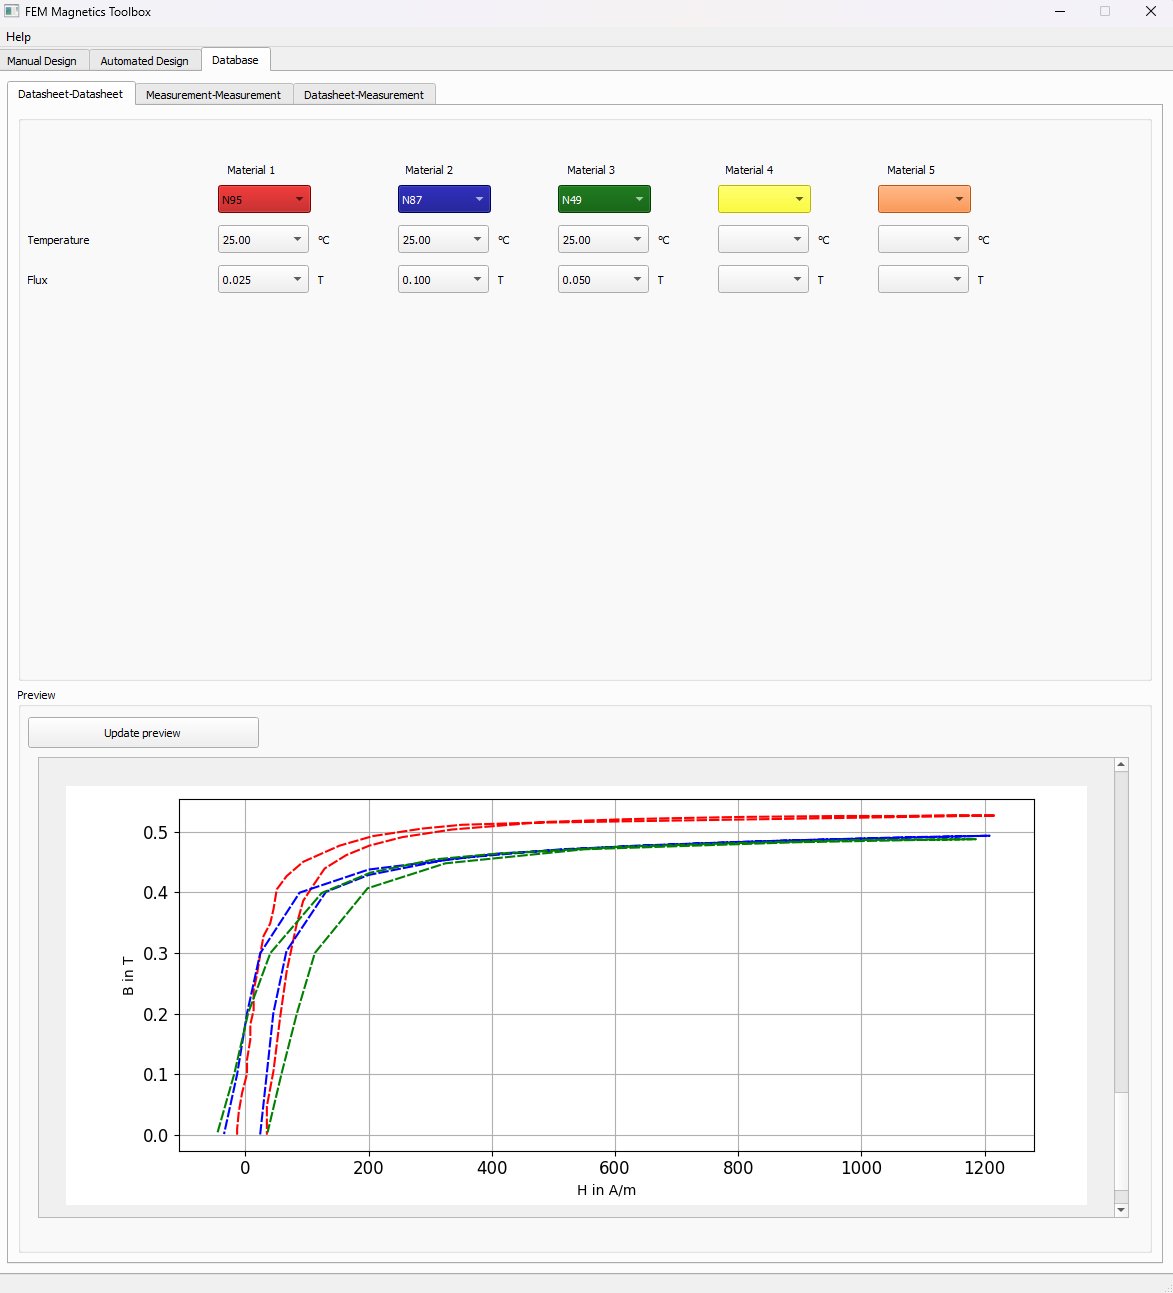 FEM Magnetics Toolbox
Help
Manual Design Automated Design Database
Datasheet-Datasheet Measurement-Measurement Datasheet-Measurement
Material 1 Material 2 Material 3 Material 4 Material 5
N95 N87 N49
Temperature 25.00 °C 25.00 °C 25.00 °C °C °C
Flux 0.025 T 0.100 T 0.050 T T T
Preview
Update preview
0.5
0.4
0.3
B in T
0.2
0.1
0.0
0 200 400 600 800 1000 1200
H in A/m